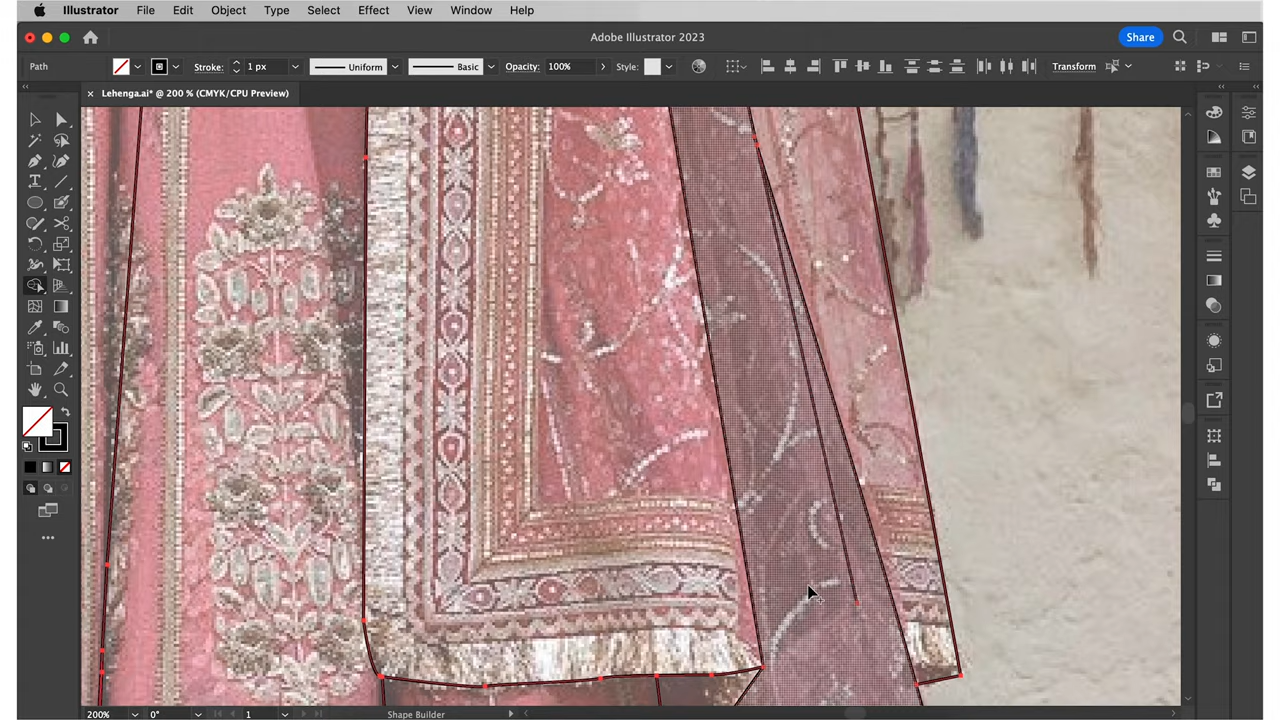 Illustrator File Edit Object Type Select Effect View Window Help
Adobe Illustrator 2023
Share
Path Stroke: 1 px Uniform Basic Opacity: 100% Style: Transform
× Lehenga.ai* @ 200 % (CMYK/CPU Preview)
200% 0° 1 Shape Builder